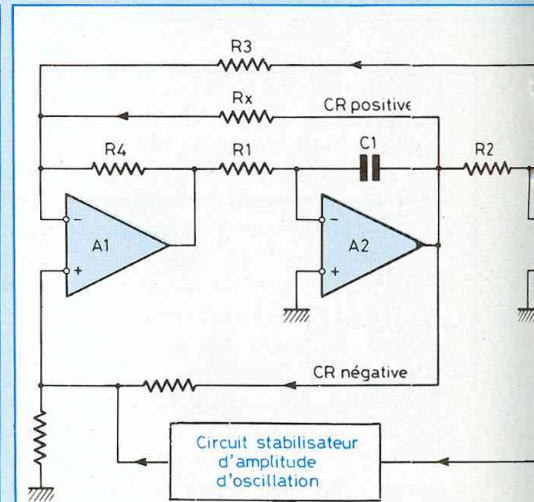 R3
Rx
CR positive
R4
R1
C1
R2
-
A1
+
-
A2
+
CR négative
Circuit stabilisateur
d'amplitude
d'oscillation